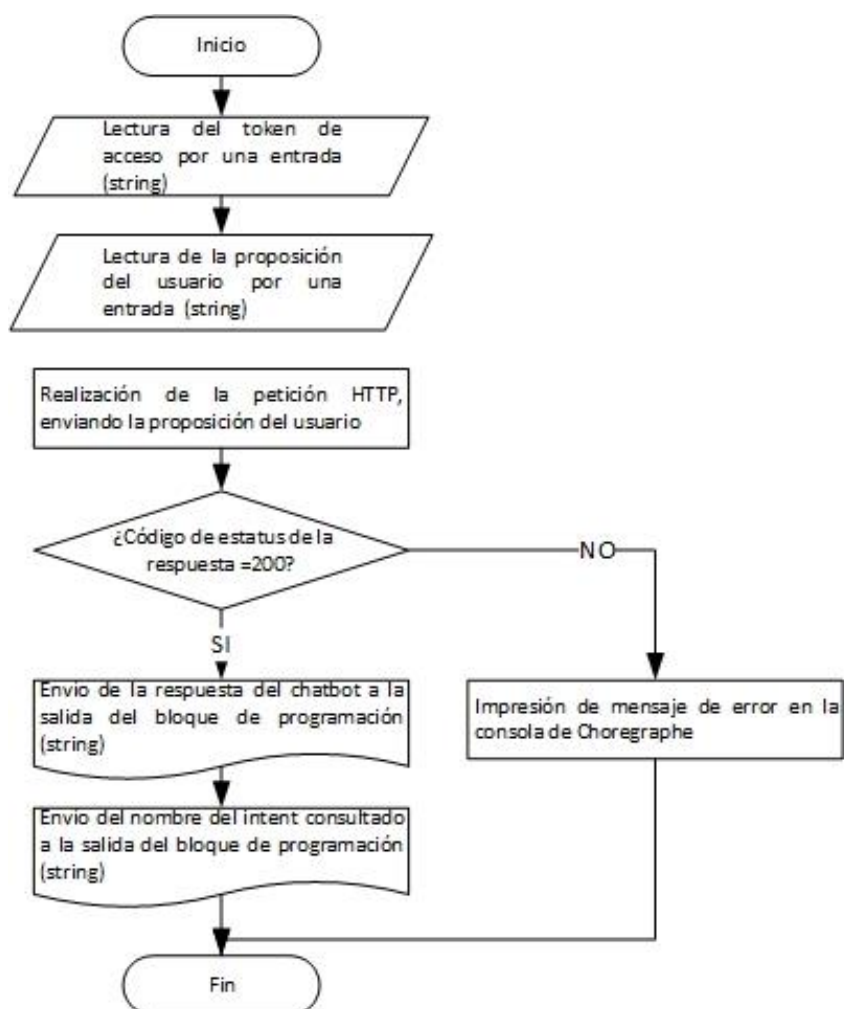 Inicio
Lectura del token de
acceso por una entrada
(string)
Lectura de la proposición
del usuario por una
entrada (string)
Realización de la petición HTTP,
enviando la proposición del usuario
¿Código de estatus de la
respuesta =200?
NO
SI
Envio de la respuesta del chatbot a la
salida del bloque de programación
(string)
Impresión de mensaje de error en la
consola de Choregraphe
Envio del nombre del intent consultado
a la salida del bloque de programación
(string)
Fin